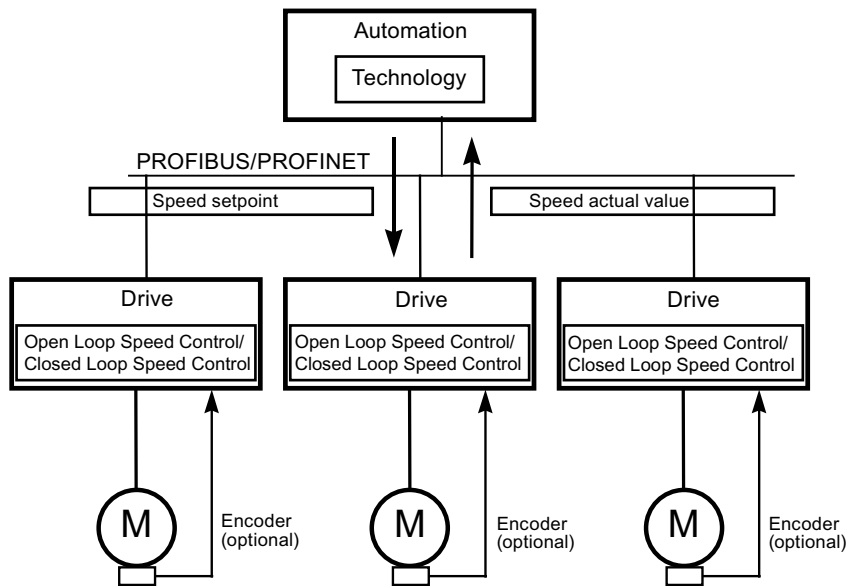 Automation
Technology
PROFIBUS/PROFINET
Speed setpoint
Speed actual value
Drive
Open Loop Speed Control/
Closed Loop Speed Control
Drive
Open Loop Speed Control/
Closed Loop Speed Control
Drive
Open Loop Speed Control/
Closed Loop Speed Control
M
Encoder
(optional)
M
Encoder
(optional)
M
Encoder
(optional)